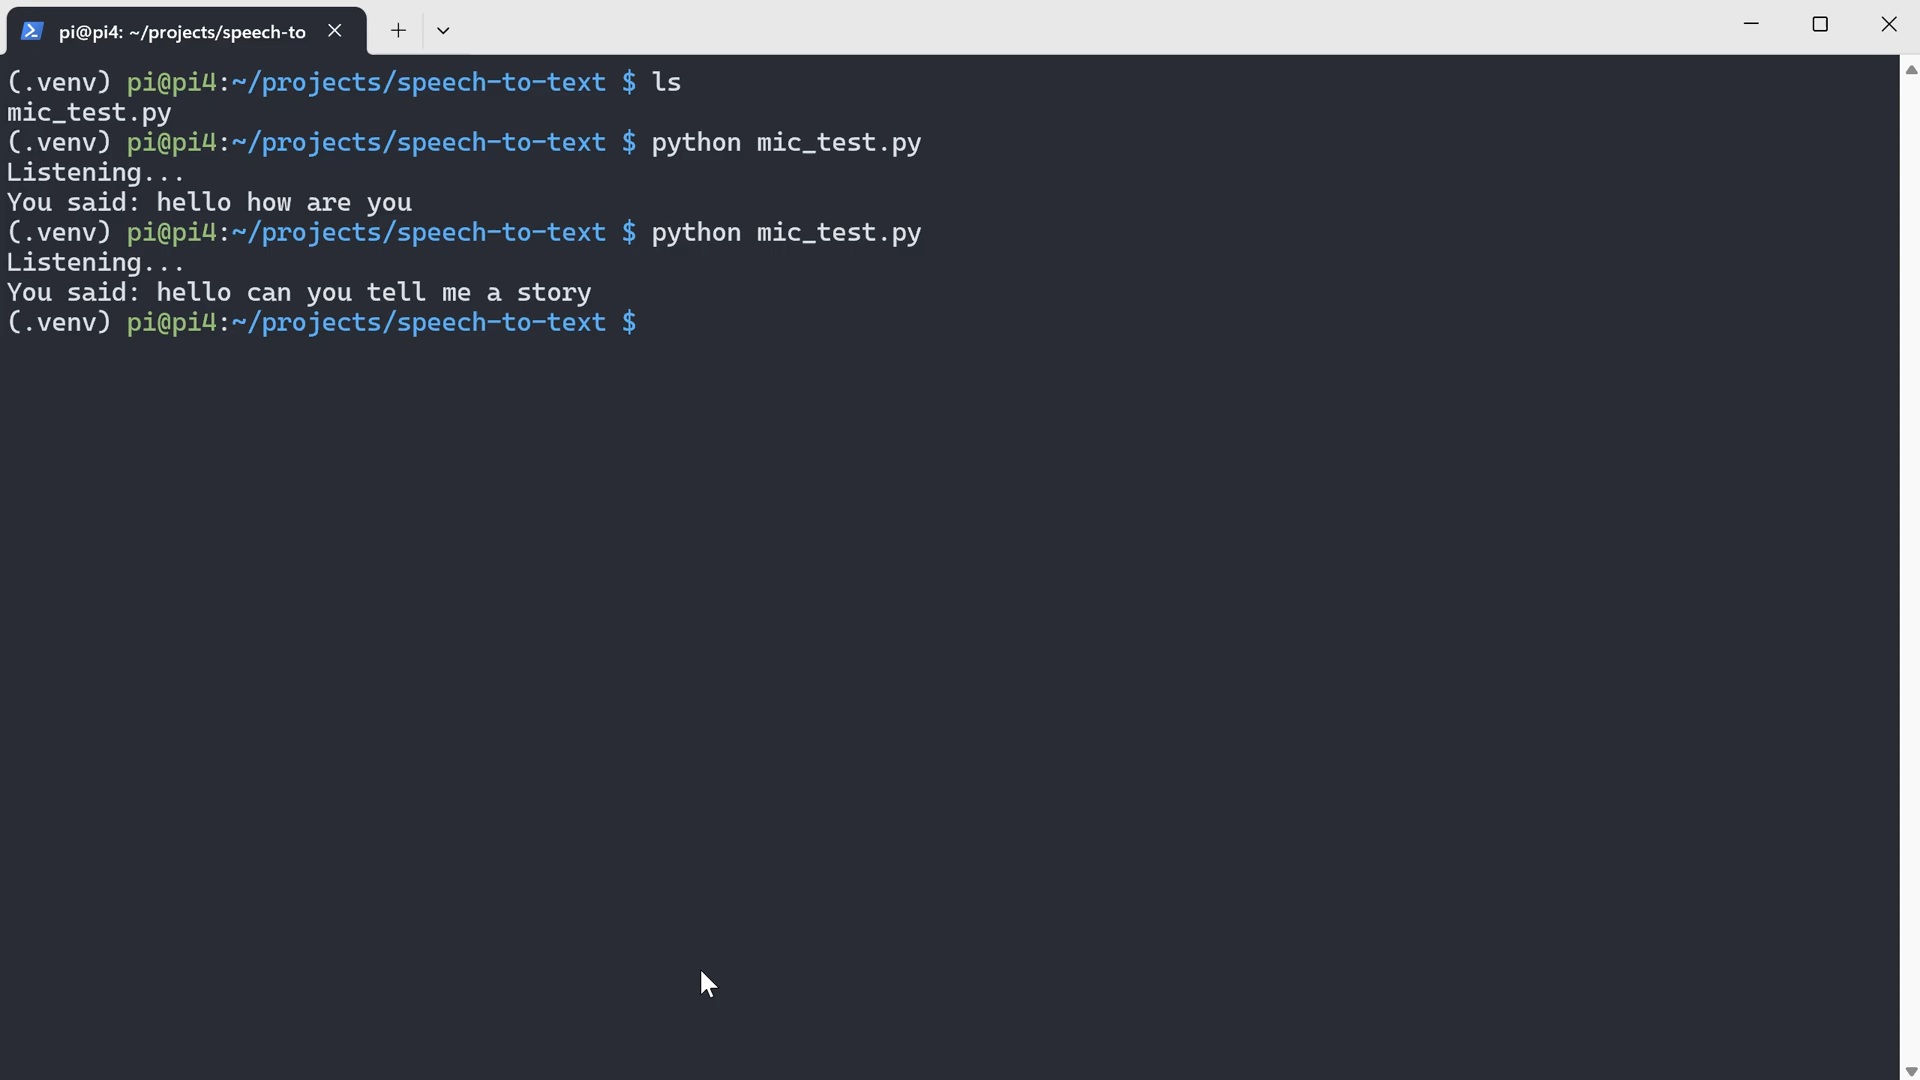 pi@pi4: ~/projects/speech-to
(.venv) pi@pi4:~/projects/speech-to-text $ ls
mic_test.py
(.venv) pi@pi4:~/projects/speech-to-text $ python mic_test.py
Listening...
You said: hello how are you
(.venv) pi@pi4:~/projects/speech-to-text $ python mic_test.py
Listening...
You said: hello can you tell me a story
(.venv) pi@pi4:~/projects/speech-to-text $